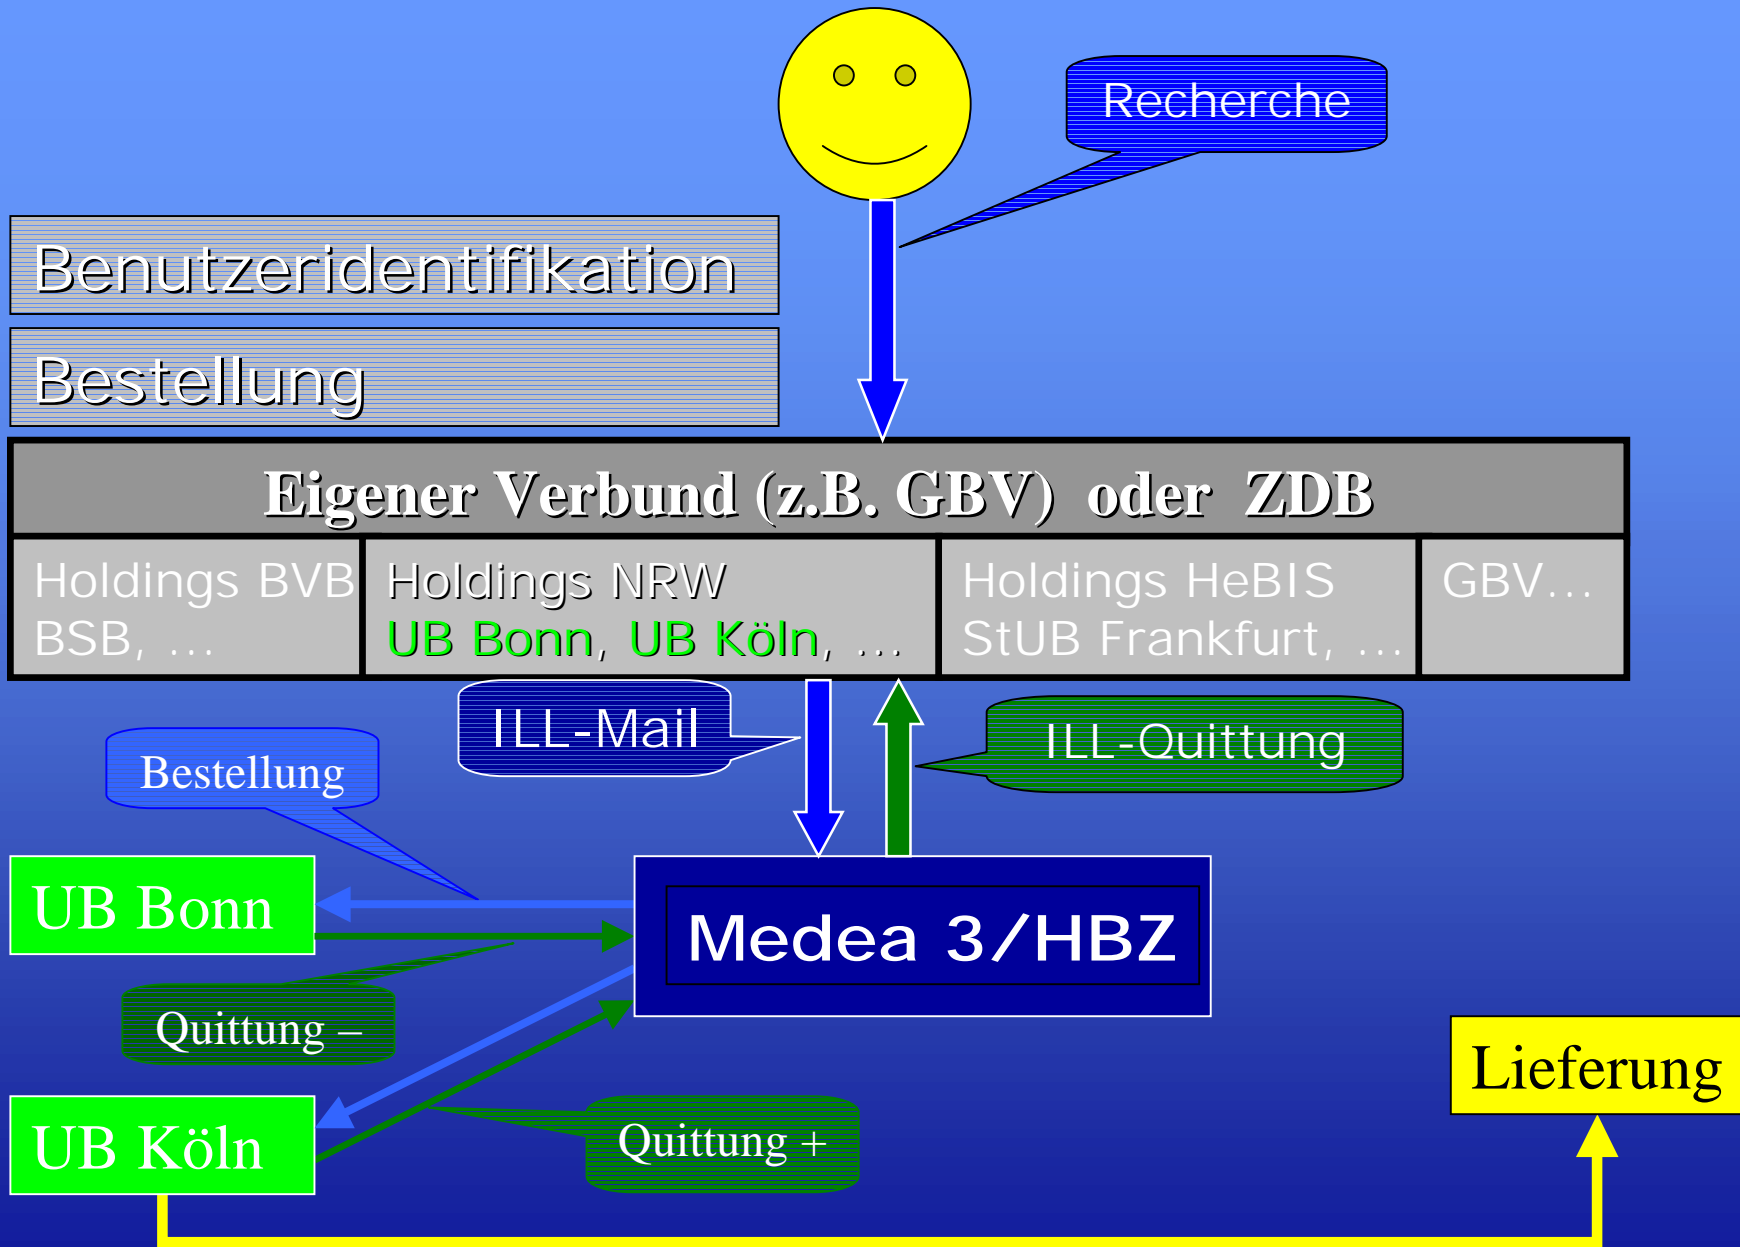 Recherche
Benutzeridentifikation
Bestellung
Eigener Verbund (z.B. GBV) oder ZDB
Holdings BVB
BSB, ...
Holdings NRW
UB Bonn, UB Köln, ...
Holdings HeBIS
StUB Frankfurt, ...
GBV...
ILL-Mail
ILL-Quittung
Bestellung
UB Bonn
Medea 3/HBZ
Quittung –
Lieferung
UB Köln
Quittung +